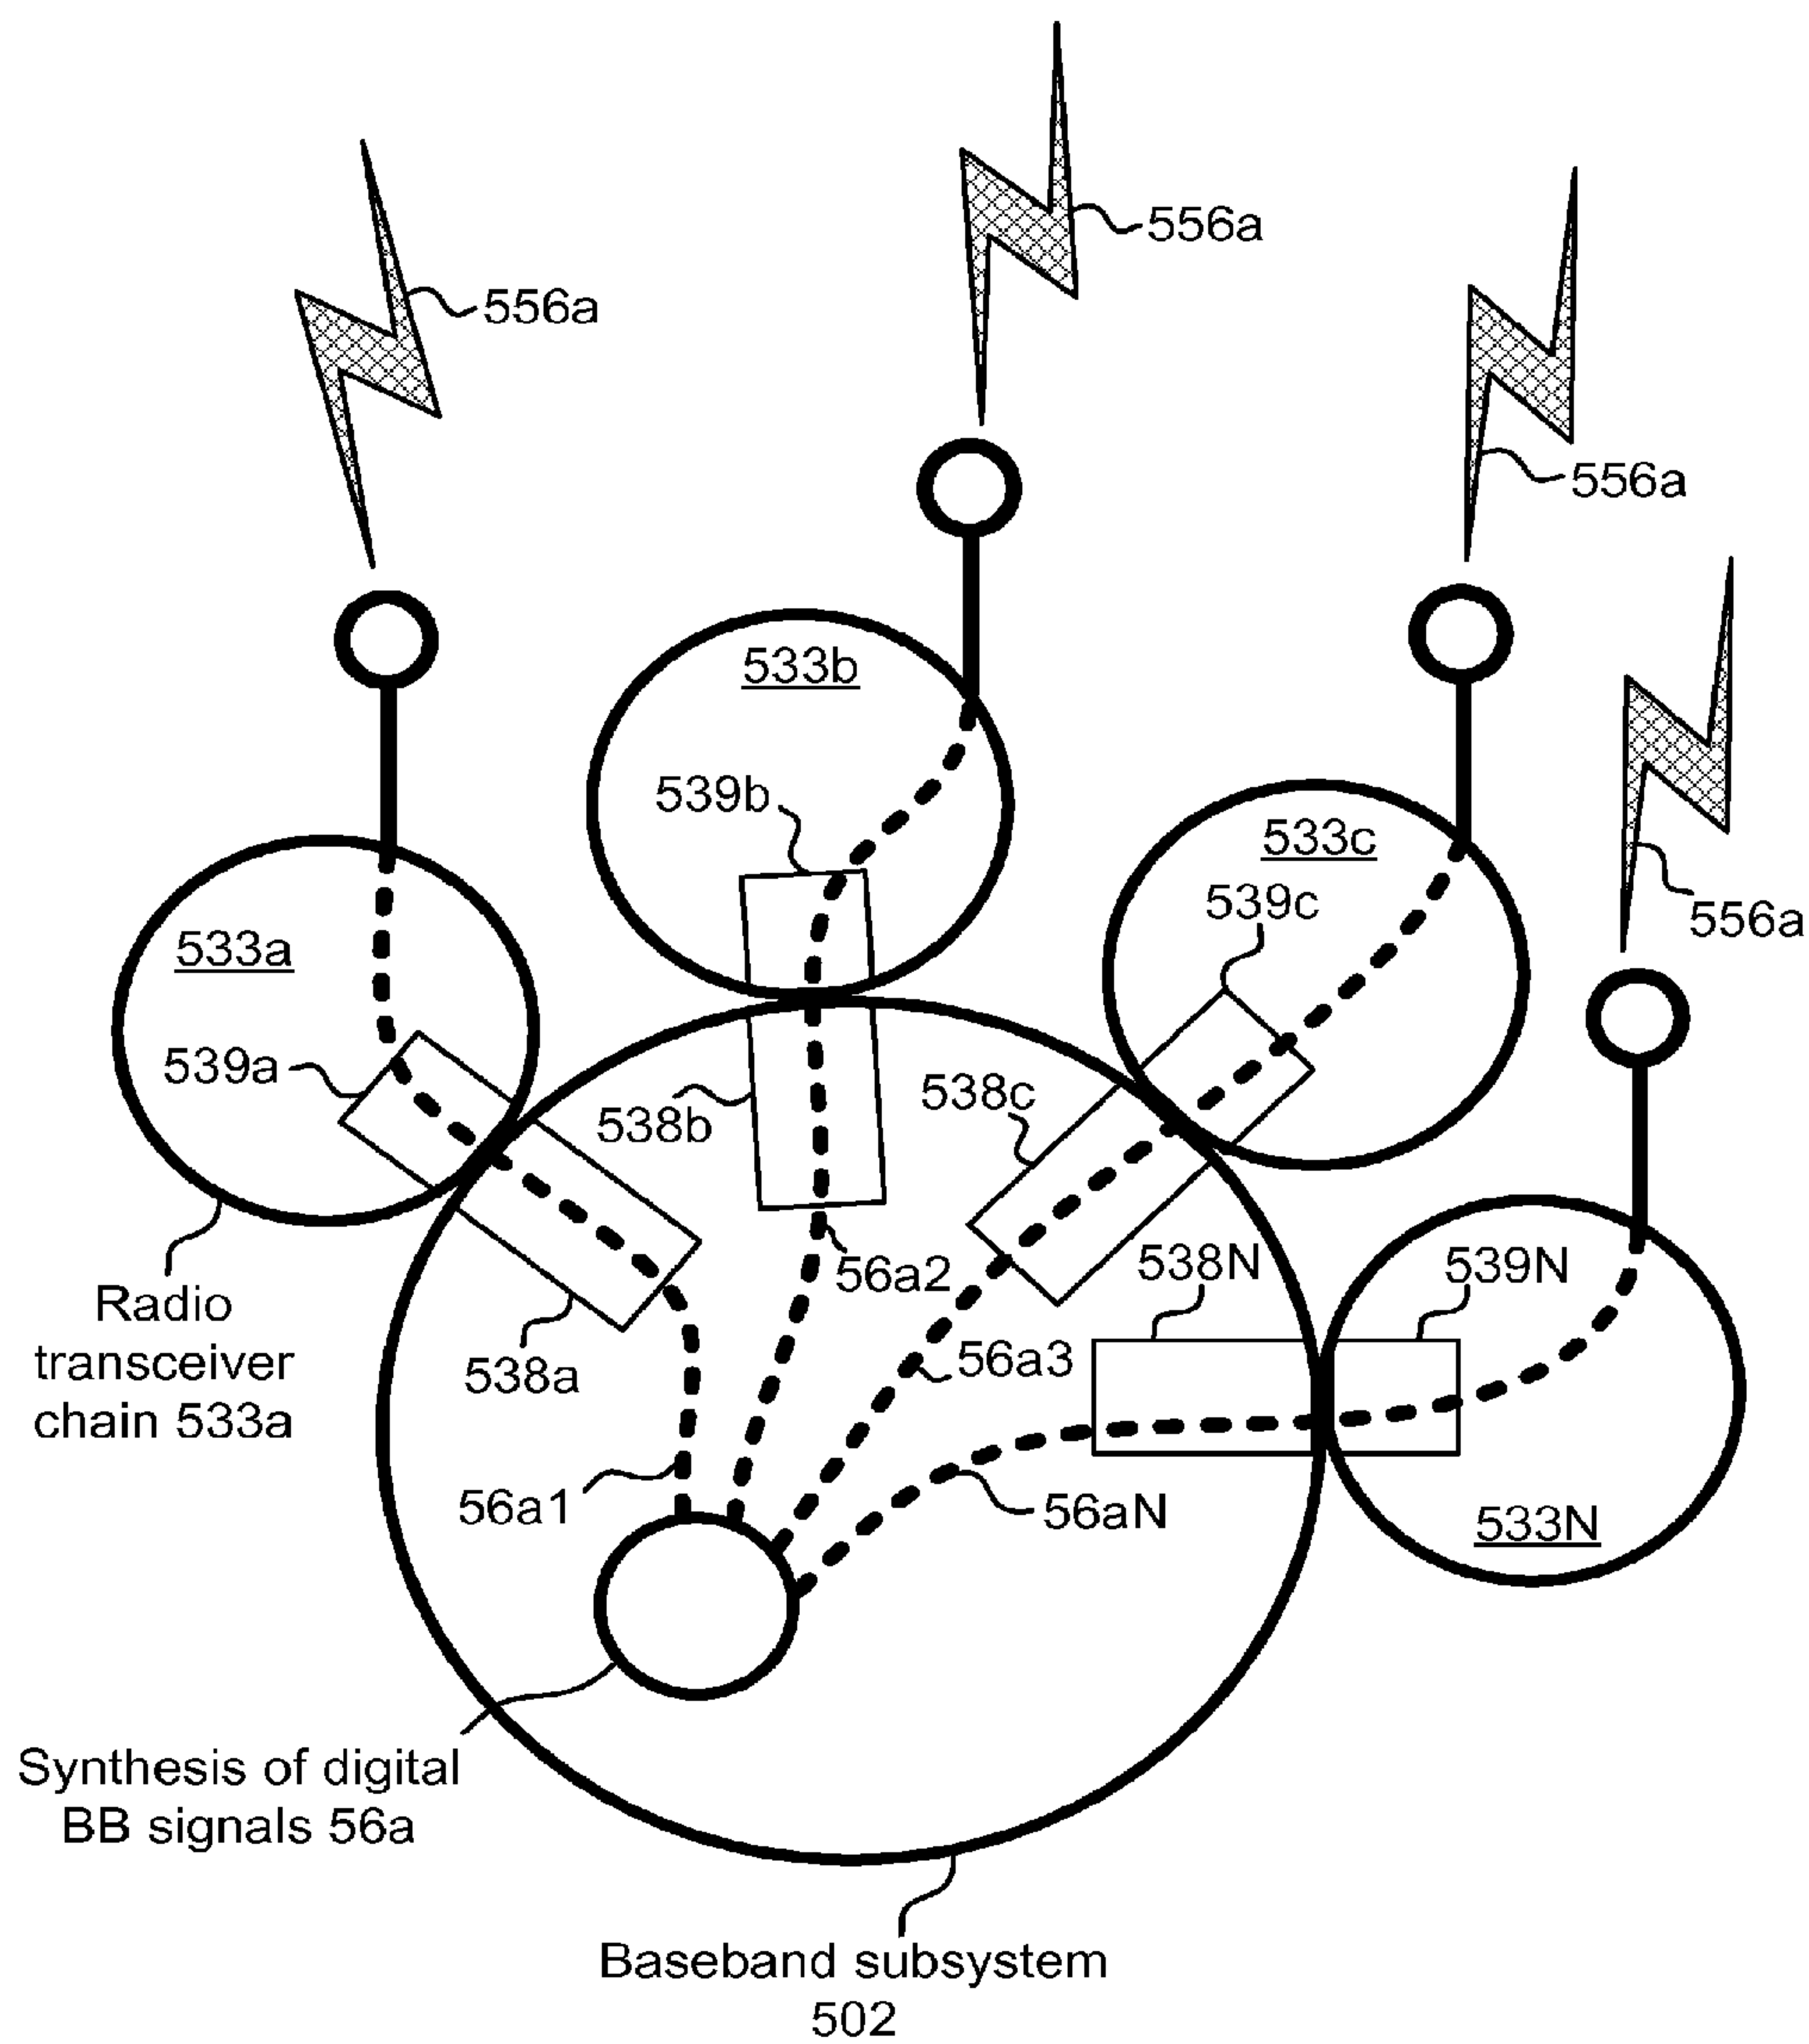 556a
556a
556a
556a
533b
539b
533c
539c
533a
539a
538b
538c
56a2
538N
539N
Radio
transceiver
chain 533a
538a
56a3
56a1
56aN
533N
Synthesis of digital
BB signals 56a
Baseband subsystem
502